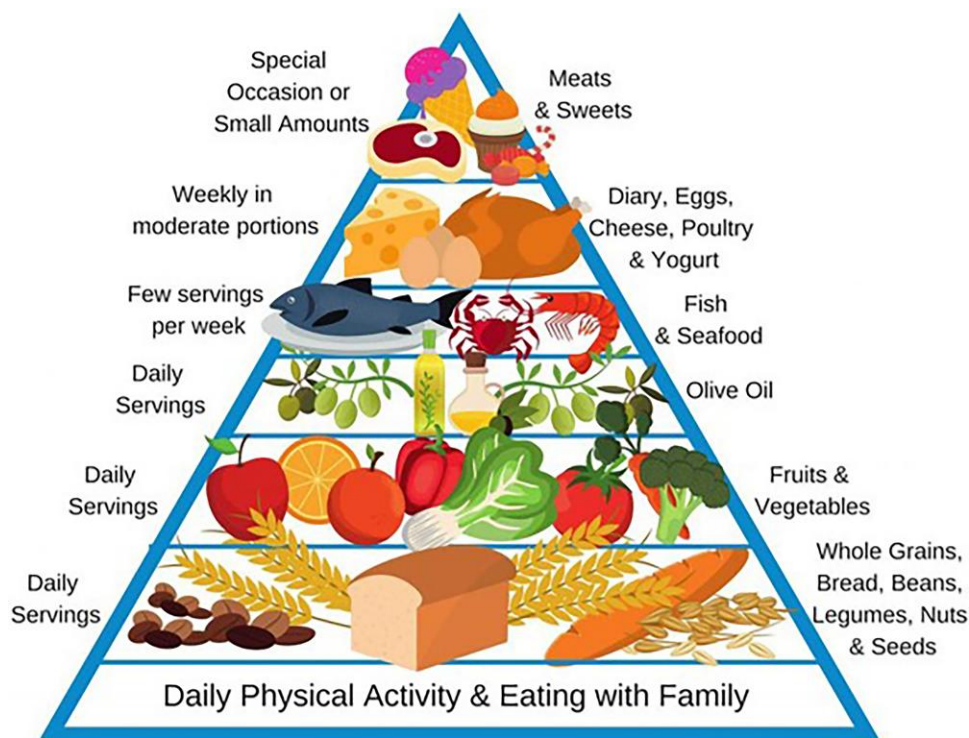 Special
Occasion or
Small Amounts
Meats
& Sweets
Weekly in
moderate portions
Diary, Eggs,
Cheese, Poultry
& Yogurt
Few servings
per week
Fish
& Seafood
Daily
Servings
Olive Oil
Daily
Servings
Fruits &
Vegetables
Daily
Servings
Whole Grains,
Bread, Beans,
Legumes, Nuts
& Seeds
Daily Physical Activity & Eating with Family